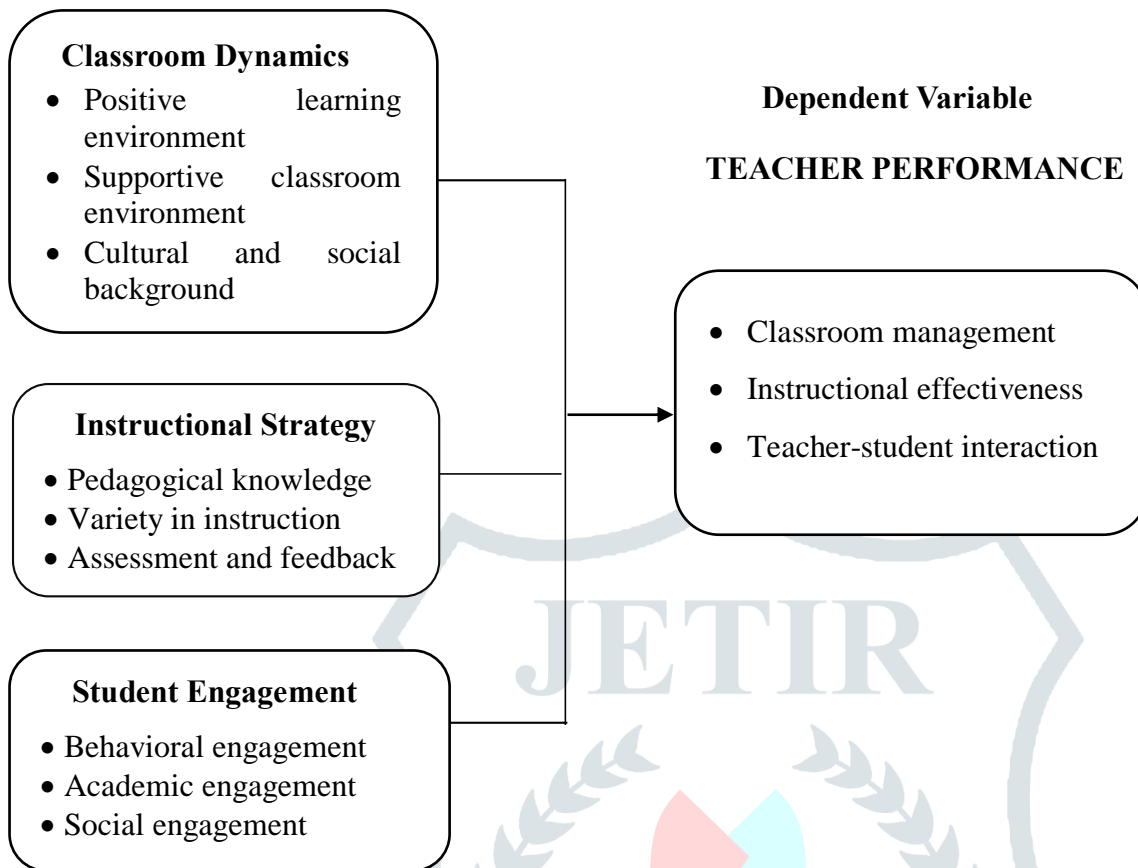 Classroom Dynamics
• Positive learning
environment
• Supportive classroom
environment
• Cultural and social
background
Instructional Strategy
• Pedagogical knowledge
• Variety in instruction
• Assessment and feedback
Student Engagement
• Behavioral engagement
• Academic engagement
• Social engagement
Dependent Variable
TEACHER PERFORMANCE
• Classroom management
• Instructional effectiveness
• Teacher-student interaction
JETIR